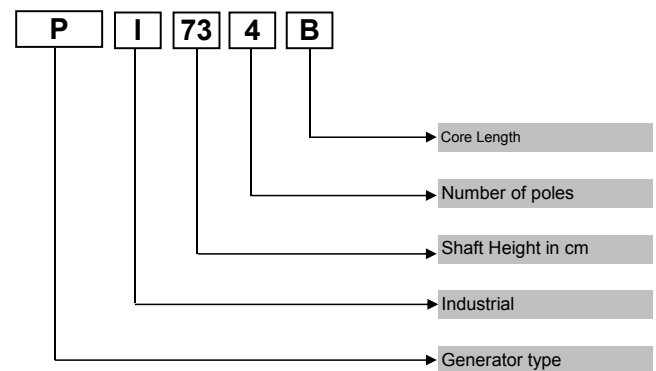 P I 73 4 B
Core Length
Number of poles
Shaft Height in cm
Industrial
Generator type